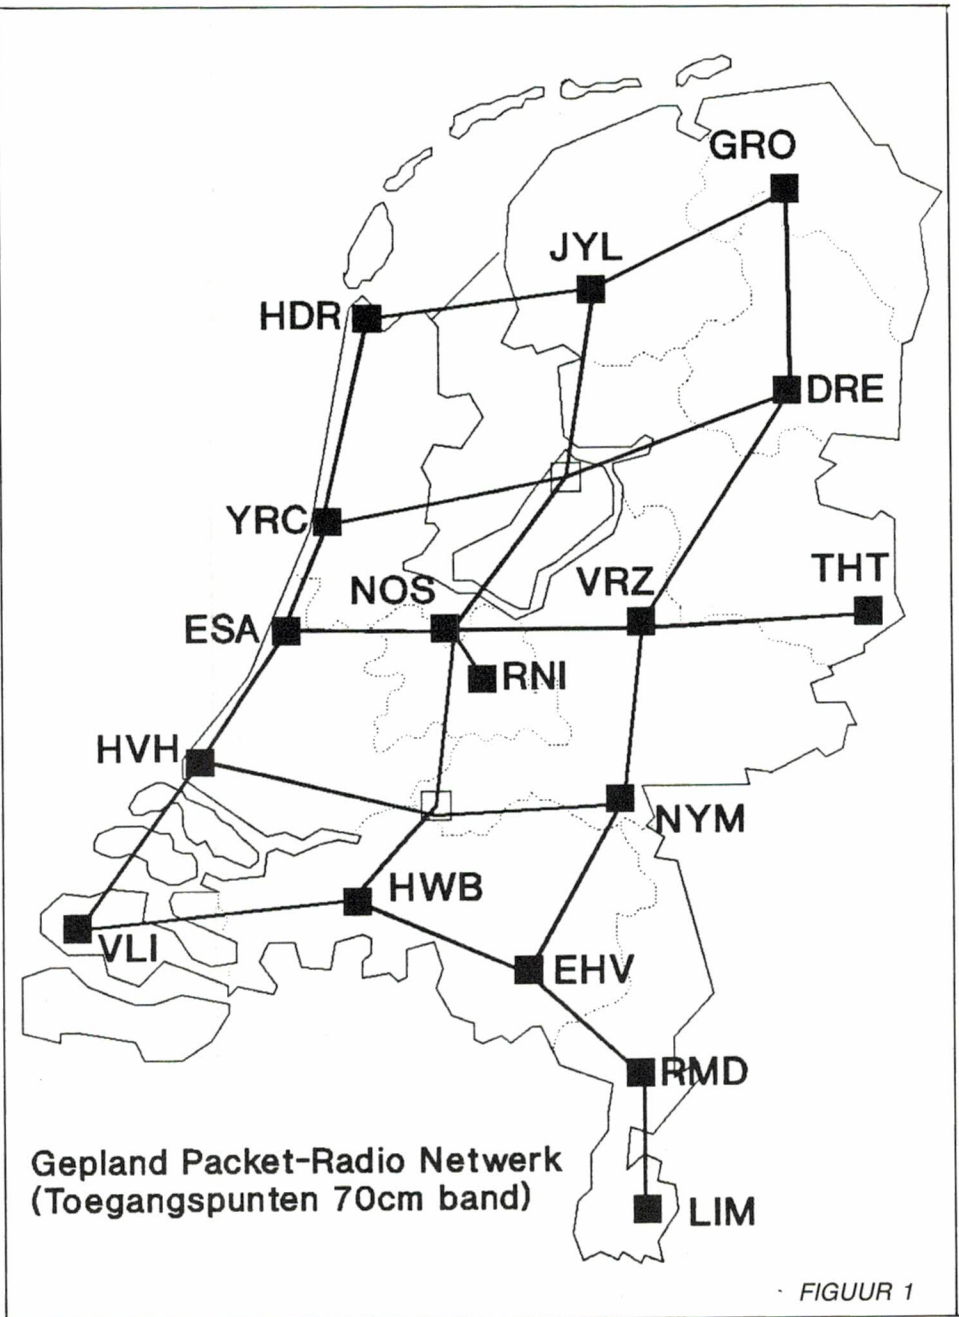 GRO
JYL
HDR
DRE
YRC
THT
NOS
VRZ
ESA
RNI
HVH
NYM
HWB
VLI
EHV
RMD
LIM
Gepland Packet-Radio Netwerk
(Toegangspunten 70cm band)
FIGUUR 1